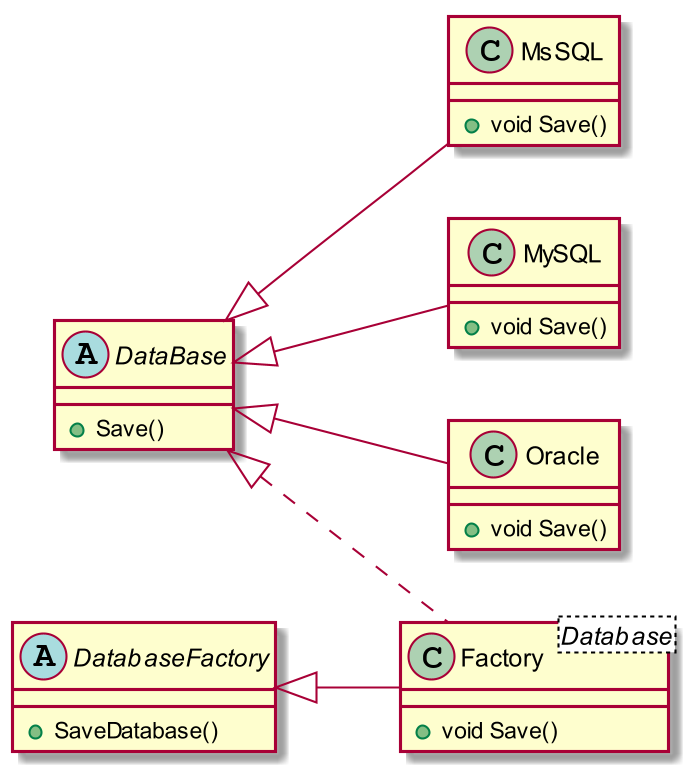 C MsSQL
void Save()
C MySQL
void Save()
A DataBase
Save()
C Oracle
void Save()
A DatabaseFactory
SaveDatabase()
C Factory
Database
void Save()